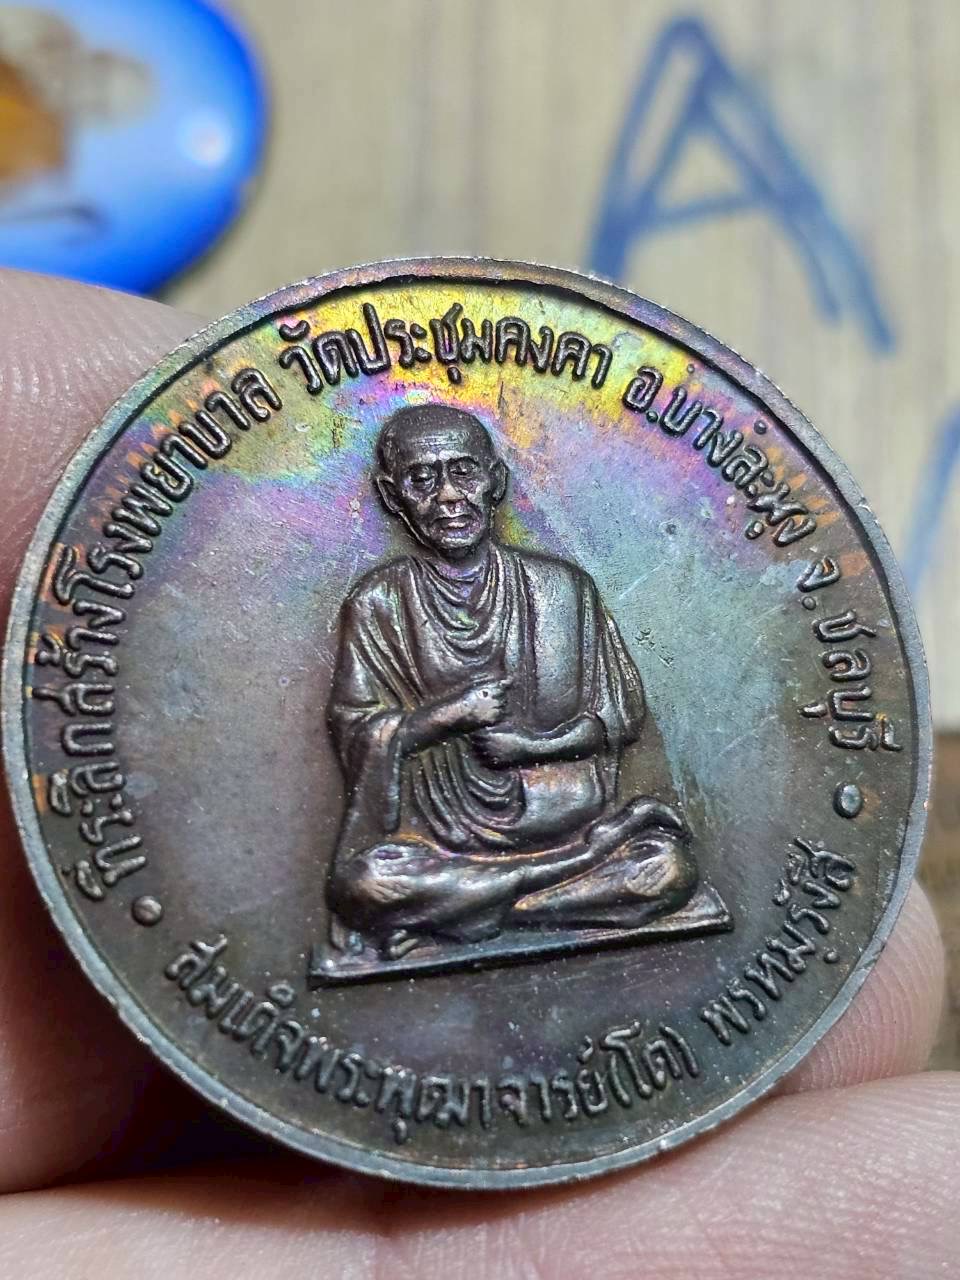 ที่ระลึกสร้างโรงพยาบาล วัดประชุมคงคา อ.บางละมุง จ.ชลบุรี
สมเด็จพระพุฒาจารย์(โต) พรหมรังสี
A